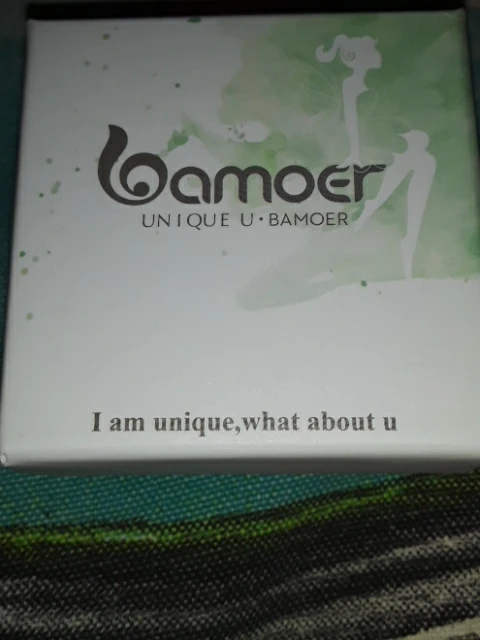 bamoer
UNIQUE U·BAMOER
I am unique,what about u